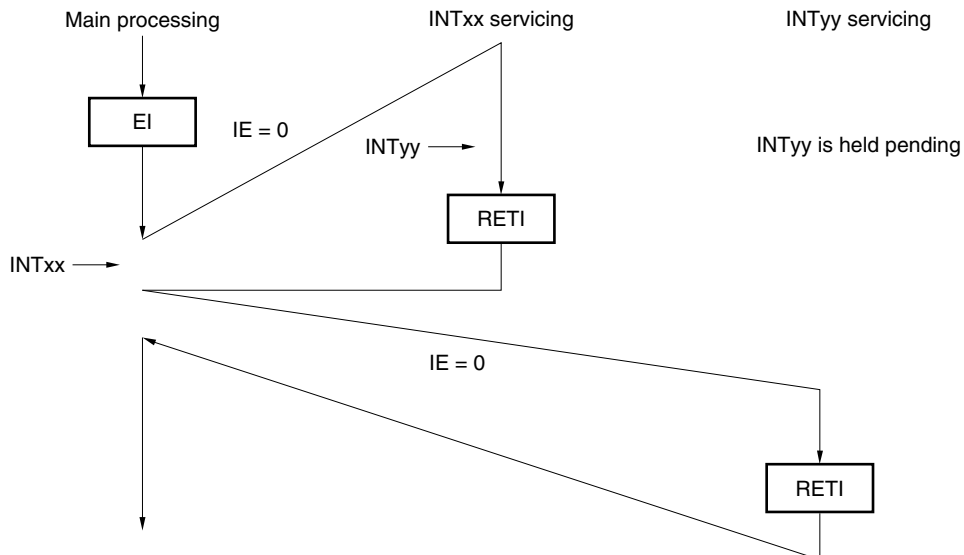 Main processing
INTxx servicing
INTyy servicing
EI
IE = 0
INTyy
INTyy is held pending
RETI
INTxx
IE = 0
RETI